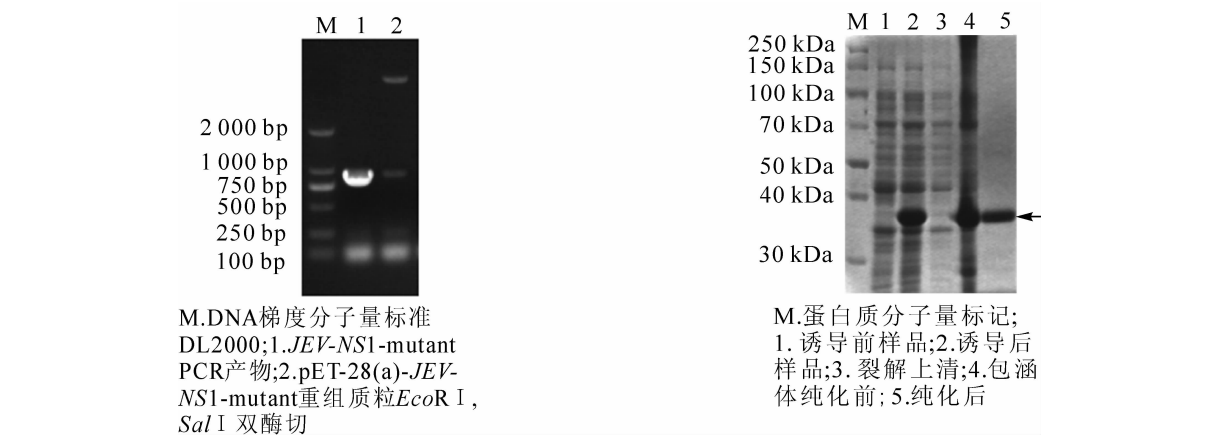 M 1 2
2 000 bp
1 000 bp
750 bp
500 bp
250 bp
100 bp
M.DNA梯度分子量标准
DL2000;1.JEV-NS1-mutant
PCR产物;2.pET-28(a)-JEV-
NS1-mutant重组质粒EcoRⅠ,
SalⅠ双酶切
M 1 2 3 4 5
250 kDa
150 kDa
100 kDa
70 kDa
50 kDa
40 kDa
30 kDa
M.蛋白质分子量标记;
1.诱导前样品;2.诱导后
样品;3.裂解上清;4.包涵
体纯化前;5.纯化后